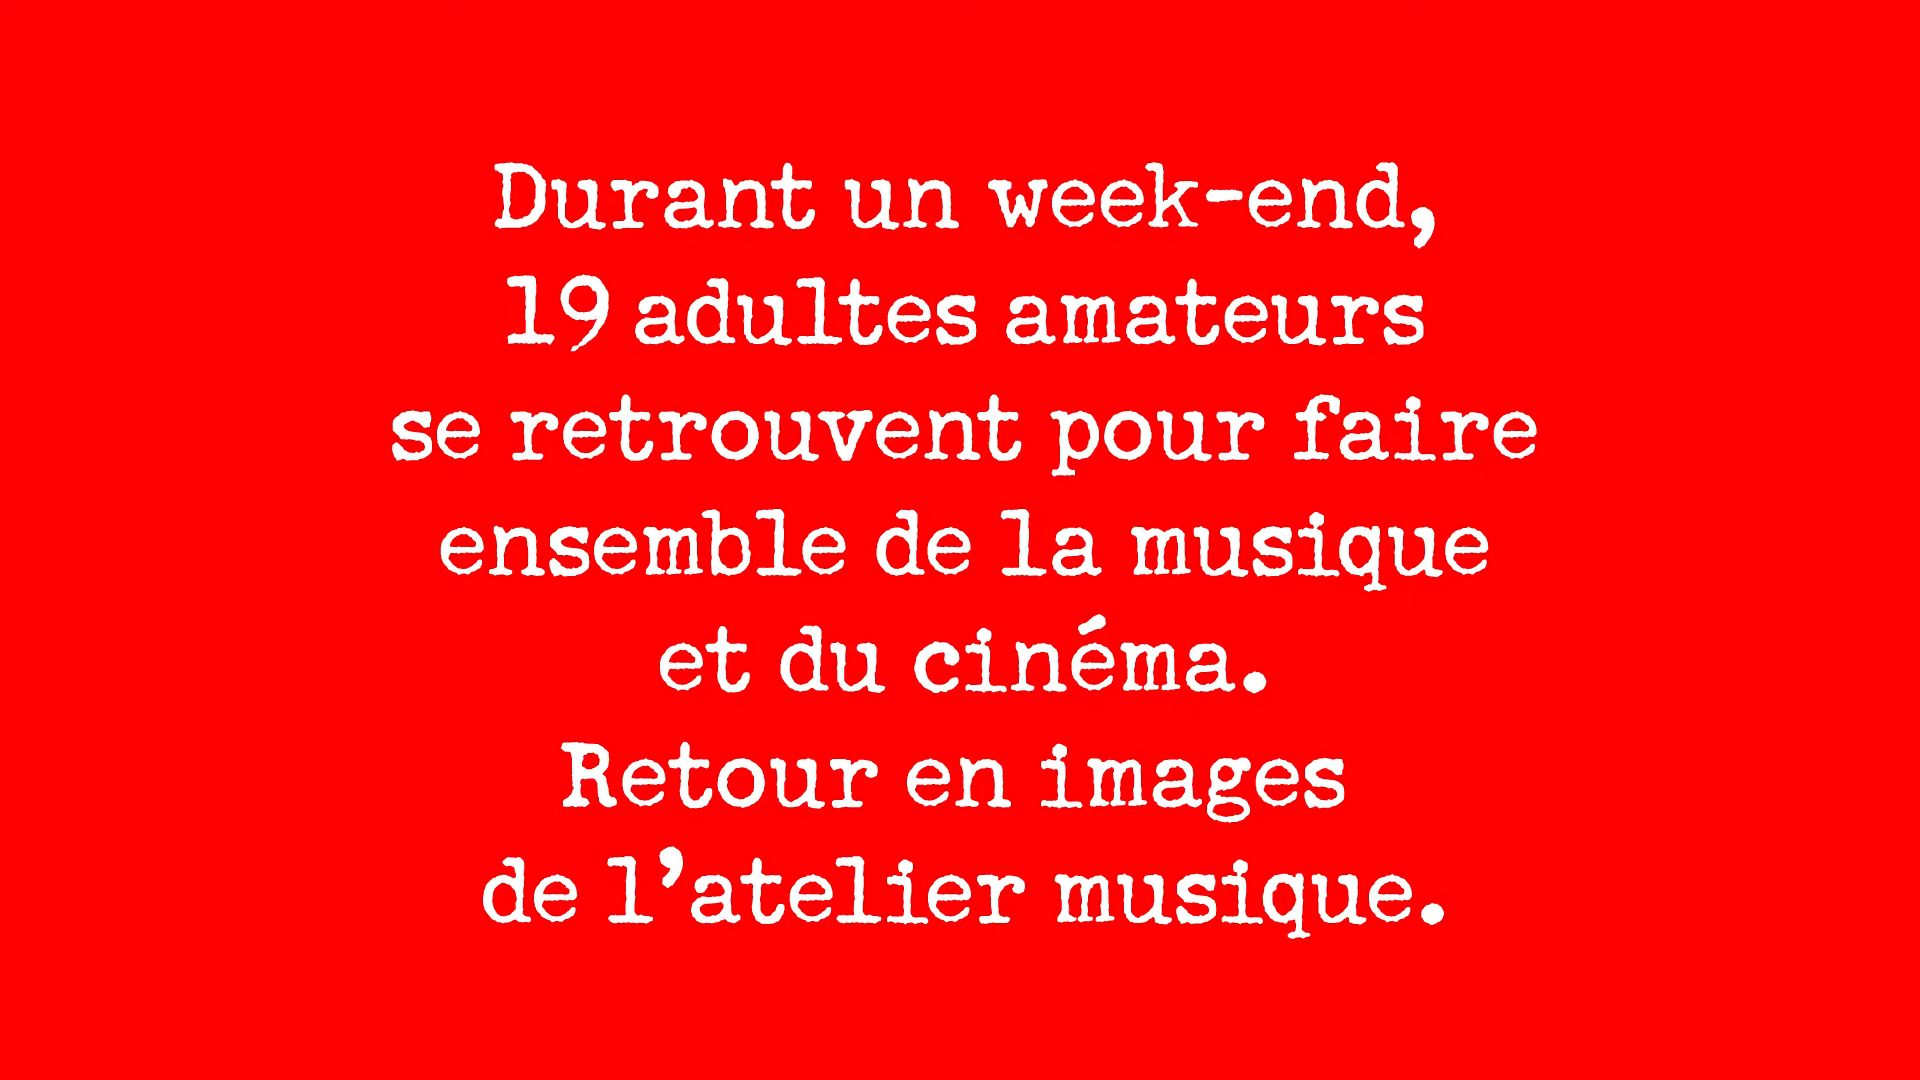 Durant un week-end,
19 adultes amateurs
se retrouvent pour faire
ensemble de la musique
et du cinéma.
Retour en images
de l’atelier musique.